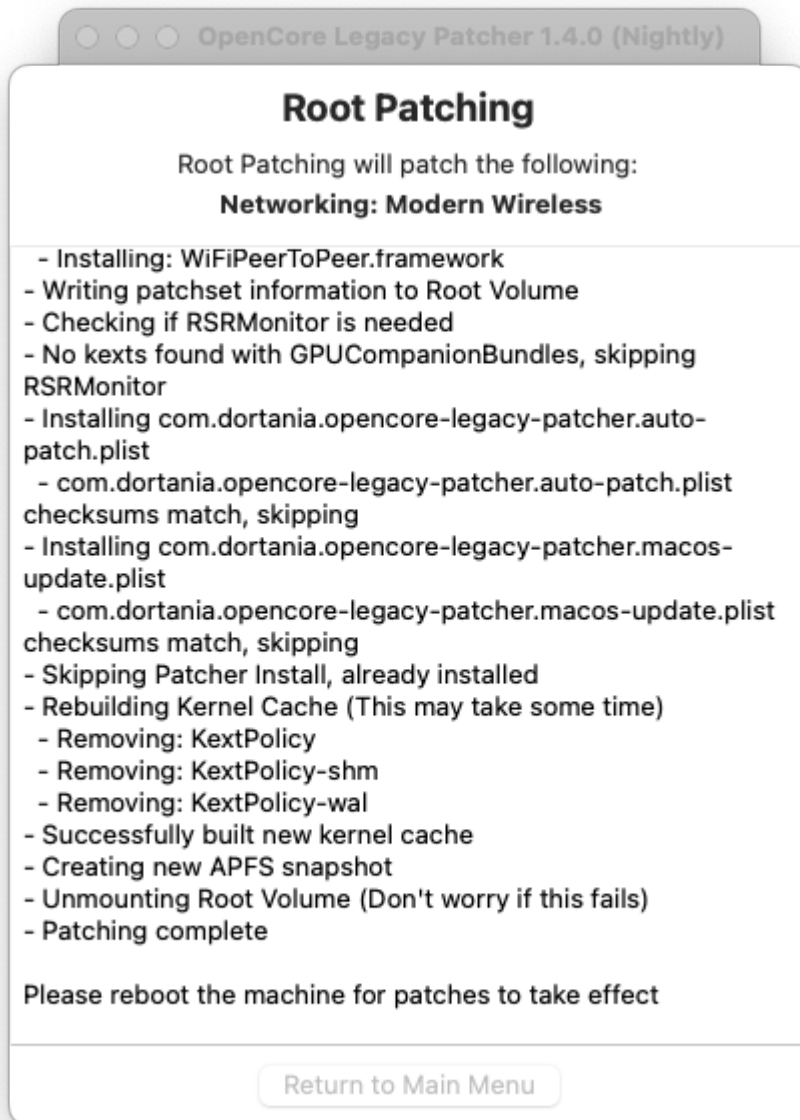 OpenCore Legacy Patcher 1.4.0 (Nightly)
Root Patching
Root Patching will patch the following:
Networking: Modern Wireless
- Installing: WiFiPeerToPeer.framework
- Writing patchset information to Root Volume
- Checking if RSRMonitor is needed
- No kexts found with GPUCompanionBundles, skipping
RSRMonitor
- Installing com.dortania.opencore-legacy-patcher.auto-
patch.plist
- com.dortania.opencore-legacy-patcher.auto-patch.plist
checksums match, skipping
- Installing com.dortania.opencore-legacy-patcher.macos-
update.plist
- com.dortania.opencore-legacy-patcher.macos-update.plist
checksums match, skipping
- Skipping Patcher Install, already installed
- Rebuilding Kernel Cache (This may take some time)
- Removing: KextPolicy
- Removing: KextPolicy-shm
- Removing: KextPolicy-wal
- Successfully built new kernel cache
- Creating new APFS snapshot
- Unmounting Root Volume (Don't worry if this fails)
- Patching complete
Please reboot the machine for patches to take effect
Return to Main Menu